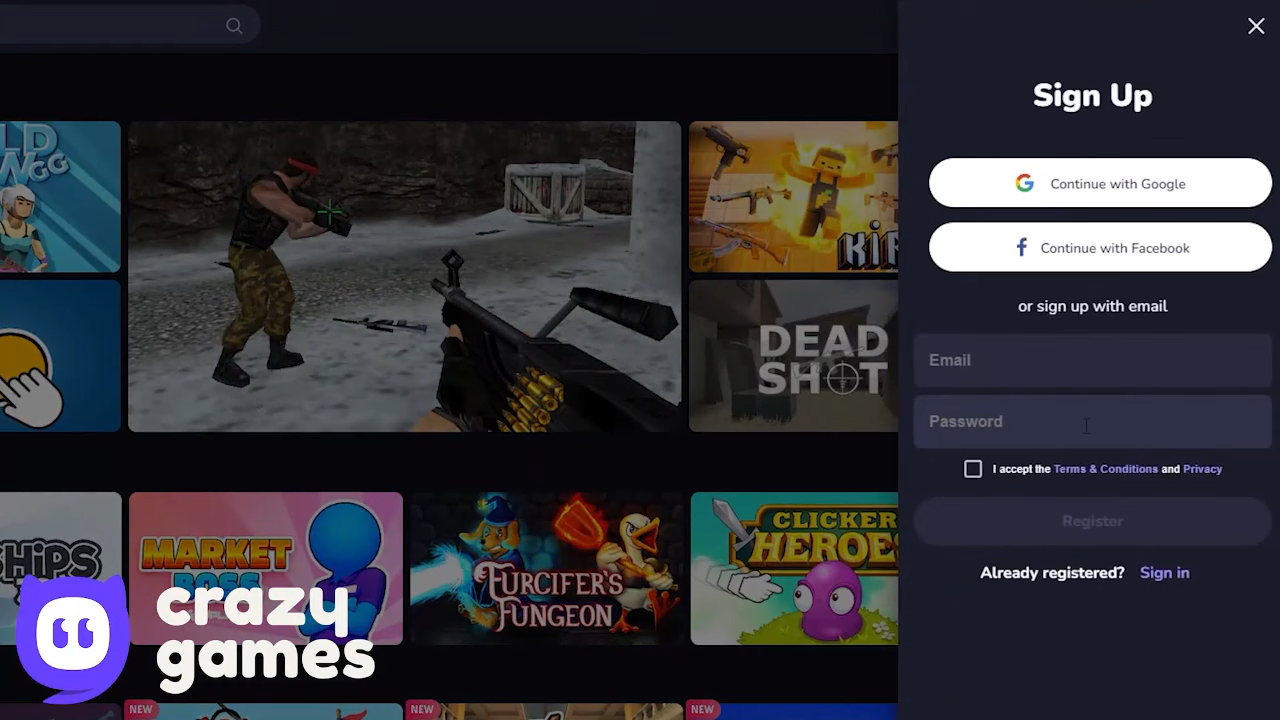 Sign Up
Continue with Google
Continue with Facebook
or sign up with email
Email
Password
I accept the Terms & Conditions and Privacy
Register
Already registered? Sign in
LD
DEAD
SHOT
HIPS
MARKET
BOSS
FURCIFER'S
FUNGEON
CLICKER
HEROES
crazy
games
NEW
NEW
NEW